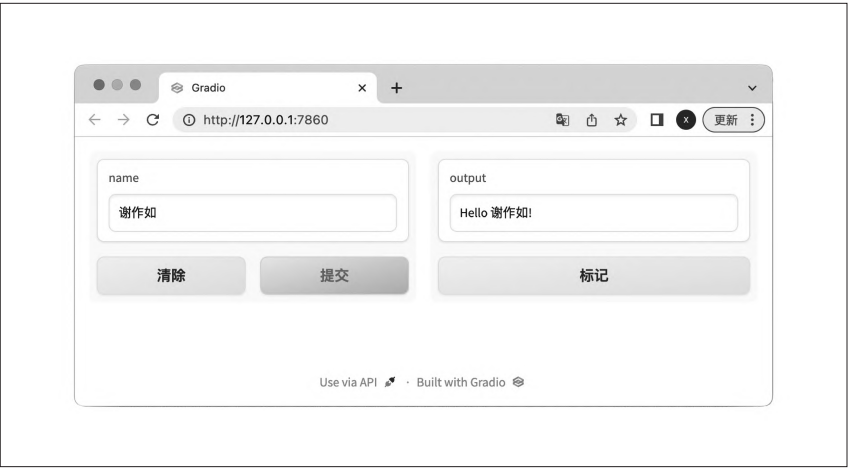 Gradio
http://127.0.0.1:7860
X
更新
name
谢作如
清除
提交
output
Hello 谢作如!
标记
Use via API · Built with Gradio